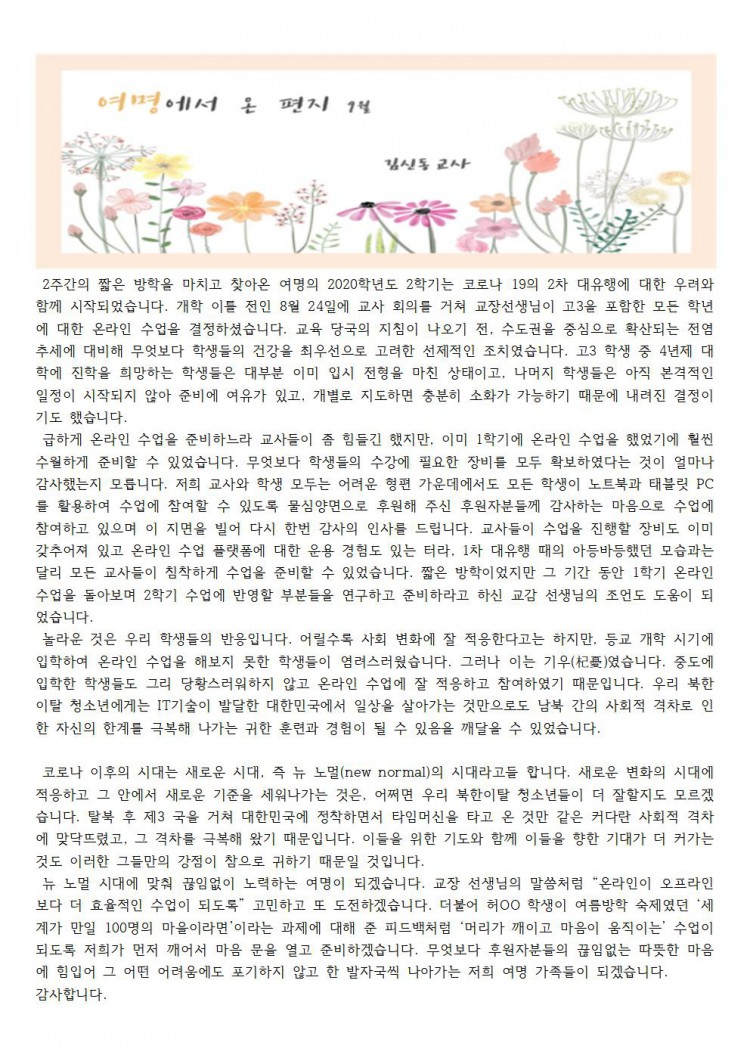 여명에서 온 편지 9월
김신동 교사
2주간의 짧은 방학을 마치고 찾아온 여명의 2020학년도 2학기는 코로나 19의 2차 대유행에 대한 우려와
함께 시작되었습니다. 개학 이틀 전인 8월 24일에 교사 회의를 거쳐 교장선생님이 고3을 포함한 모든 학년
에 대한 온라인 수업을 결정하셨습니다. 교육 당국의 지침이 나오기 전, 수도권을 중심으로 확산되는 전염
추세에 대비해 무엇보다 학생들의 건강을 최우선으로 고려한 선제적인 조치였습니다. 고3 학생 중 4년제 대
학에 진학을 희망하는 학생들은 대부분 이미 입시 전형을 마친 상태이고, 나머지 학생들은 아직 본격적인
일정이 시작되지 않아 준비에 여유가 있고, 개별로 지도하면 충분히 소화가 가능하기 때문에 내려진 결정이
기도 했습니다.
급하게 온라인 수업을 준비하느라 교사들이 좀 힘들긴 했지만, 이미 1학기에 온라인 수업을 했었기에 훨씬
수월하게 준비할 수 있었습니다. 무엇보다 학생들의 수강에 필요한 장비를 모두 확보하였다는 것이 얼마나
감사했는지 모릅니다. 저희 교사와 학생 모두는 어려운 형편 가운데에서도 모든 학생이 노트북과 태블릿 PC
를 활용하여 수업에 참여할 수 있도록 물심양면으로 후원해 주신 후원자분들께 감사하는 마음으로 수업에
참여하고 있으며 이 지면을 빌어 다시 한번 감사의 인사를 드립니다. 교사들이 수업을 진행할 장비도 이미
갖추어져 있고 온라인 수업 플랫폼에 대한 운용 경험도 있는 터라, 1차 대유행 때의 아등바등했던 모습과는
달리 모든 교사들이 침착하게 수업을 준비할 수 있었습니다. 짧은 방학이었지만 그 기간 동안 1학기 온라인
수업을 돌아보며 2학기 수업에 반영할 부분들을 연구하고 준비하라고 하신 교감 선생님의 조언도 도움이 되
었습니다.
놀라운 것은 우리 학생들의 반응입니다. 어릴수록 사회 변화에 잘 적응한다고는 하지만, 등교 개학 시기에
입학하여 온라인 수업을 해보지 못한 학생들이 염려스러웠습니다. 그러나 이는 기우(杞憂)였습니다. 중도에
입학한 학생들도 그리 당황스러워하지 않고 온라인 수업에 잘 적응하고 참여하였기 때문입니다. 우리 북한
이탈 청소년에게는 IT기술이 발달한 대한민국에서 일상을 살아가는 것만으로도 남북 간의 사회적 격차로 인
한 자신의 한계를 극복해 나가는 귀한 훈련과 경험이 될 수 있음을 깨달을 수 있었습니다.
코로나 이후의 시대는 새로운 시대, 즉 뉴 노멀(new normal)의 시대라고들 합니다. 새로운 변화의 시대에
적응하고 그 안에서 새로운 기준을 세워나가는 것은, 어쩌면 우리 북한이탈 청소년들이 더 잘할지도 모르겠
습니다. 탈북 후 제3 국을 거쳐 대한민국에 정착하면서 타임머신을 타고 온 것만 같은 커다란 사회적 격차
에 맞닥뜨렸고, 그 격차를 극복해 왔기 때문입니다. 이들을 위한 기도와 함께 이들을 향한 기대가 더 커가는
것도 이러한 그들만의 강점이 참으로 귀하기 때문일 것입니다.
뉴 노멀 시대에 맞춰 끊임없이 노력하는 여명이 되겠습니다. 교장 선생님의 말씀처럼 “온라인이 오프라인
보다 더 효율적인 수업이 되도록” 고민하고 또 도전하겠습니다. 더불어 허OO 학생이 여름방학 숙제였던 ‘세
계가 만일 100명의 마을이라면’이라는 과제에 대해 준 피드백처럼 ‘머리가 깨이고 마음이 움직이는’ 수업이
되도록 저희가 먼저 깨어서 마음 문을 열고 준비하겠습니다. 무엇보다 후원자분들의 끊임없는 따뜻한 마음
에 힘입어 그 어떤 어려움에도 포기하지 않고 한 발자국씩 나아가는 저희 여명 가족들이 되겠습니다.
감사합니다.